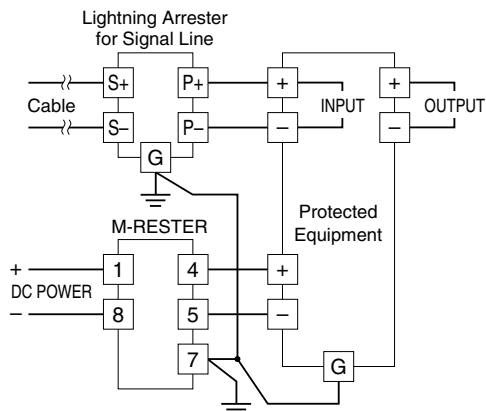 Lightning Arrester
for Signal Line
S+ P+ + +
Cable INPUT OUTPUT
S– P– – –
G
M-RESTER
Protected
Equipment
+ 1 4 +
DC POWER
– 8 5 –
7 G